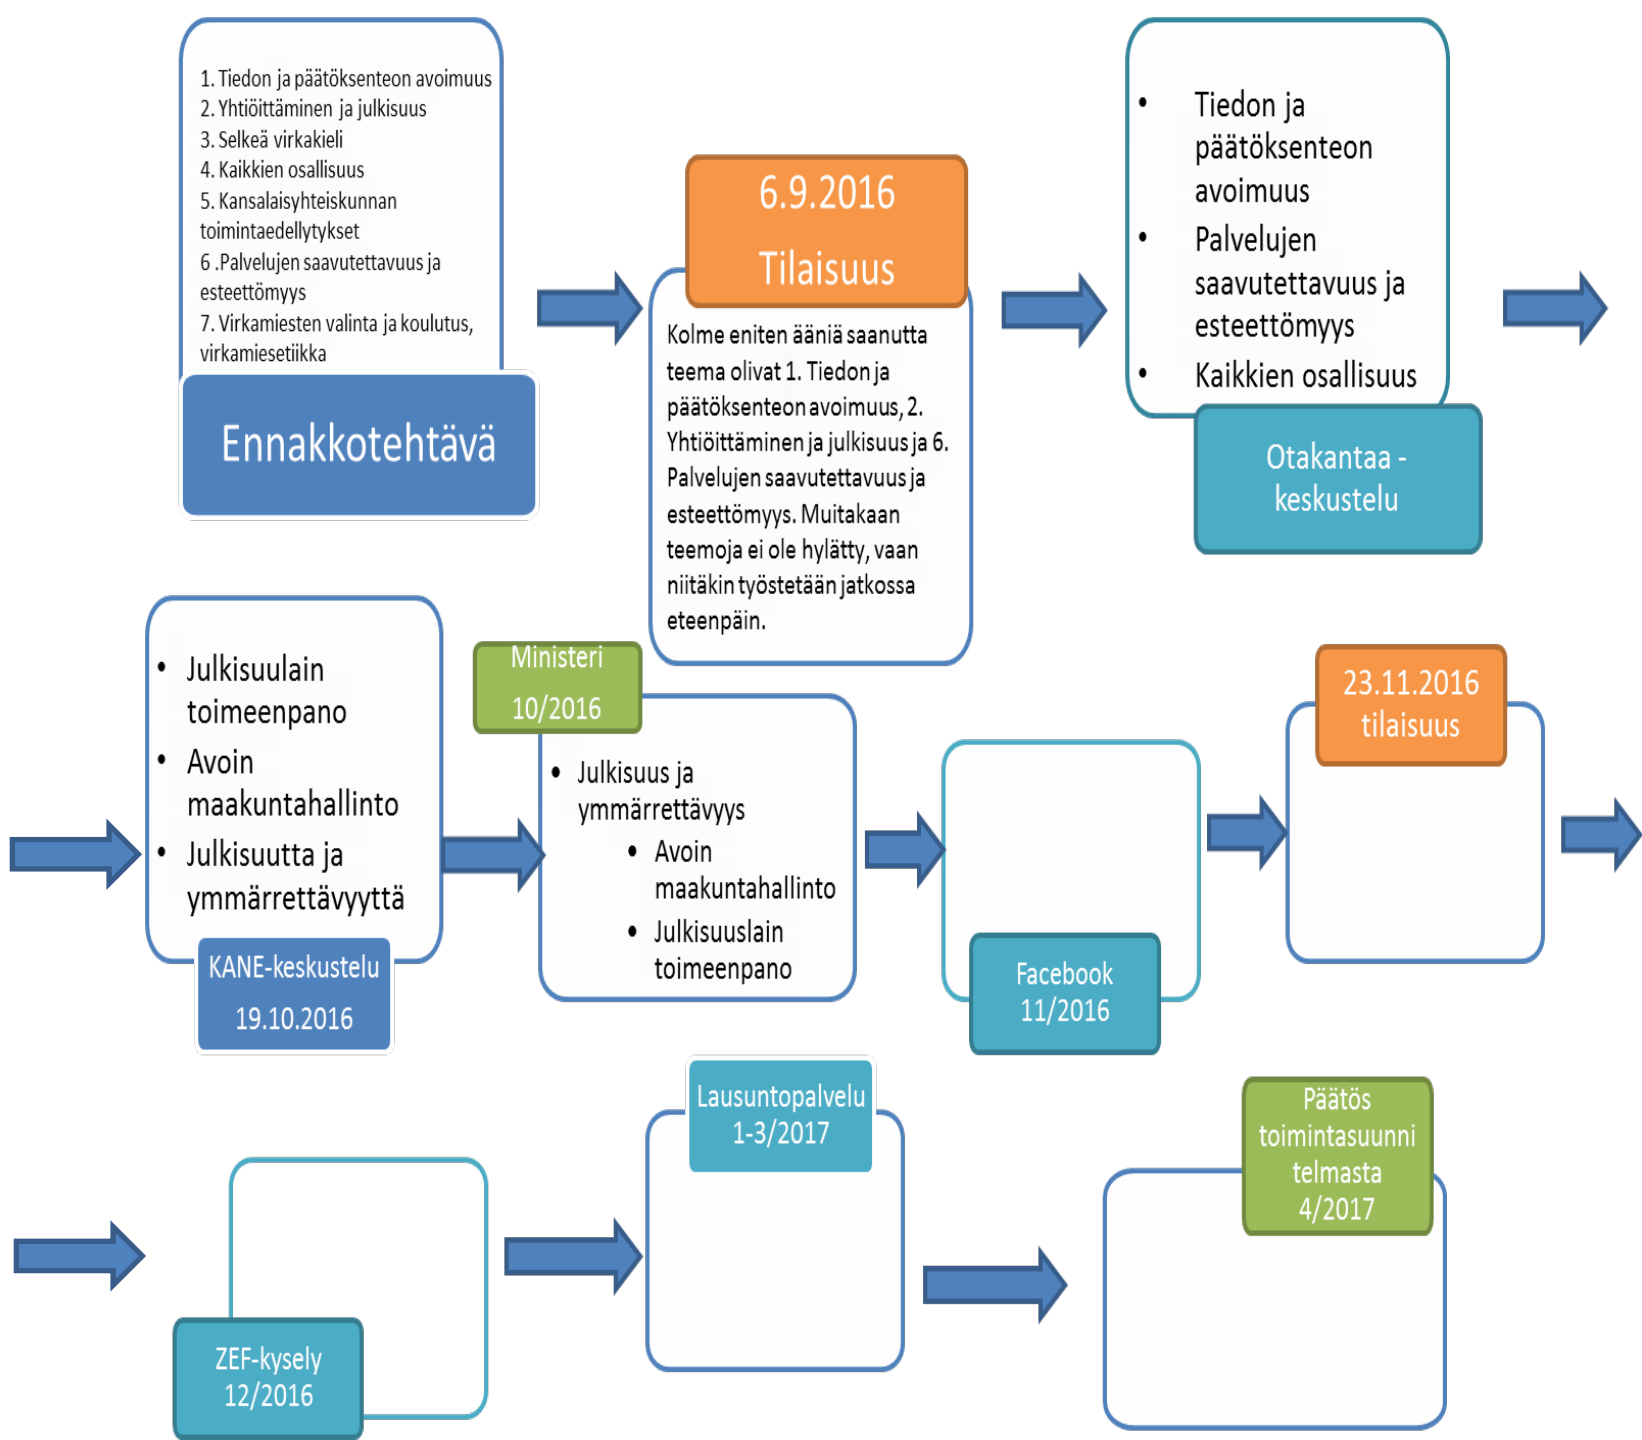 1. Tiedon ja päätöksenteon avoimuus
2. Yhtiöittäminen ja julkisuus
3. Selkeä virkakieli
4. Kaikkien osallisuus
5. Kansalaisyhteiskunnan
toimintaedellytykset
6 .Palvelujen saavutettavuus ja
esteettömyys
7. Virkamiesten valinta ja koulutus,
virkamiesetiikka
Ennakkotehtävä
6.9.2016
Tilaisuus
Kolme eniten ääniä saanutta
teema olivat 1. Tiedon ja
päätöksenteon avoimuus, 2.
Yhtiöittäminen ja julkisuus ja 6.
Palvelujen saavutettavuus ja
esteettömyys. Muitakaan
teemoja ei ole hylätty, vaan
niitäkin työstetään jatkossa
eteenpäin.
• Tiedon ja
päätöksenteon
avoimuus
• Palvelujen
saavutettavuus ja
esteettömyys
• Kaikkien osallisuus
Otakantaa -
keskustelu
• Julkisuulain
toimeenpano
• Avoin
maakuntahallinto
• Julkisuutta ja
ymmärrettävyyttä
KANE-keskustelu
19.10.2016
Ministeri
10/2016
• Julkisuus ja
ymmärrettävyys
• Avoin
maakuntahallinto
• Julkisuuslain
toimeenpano
Facebook
11/2016
23.11.2016
tilaisuus
ZEF-kysely
12/2016
Lausuntopalvelu
1-3/2017
Päätös
toimintasuunni
telmasta
4/2017